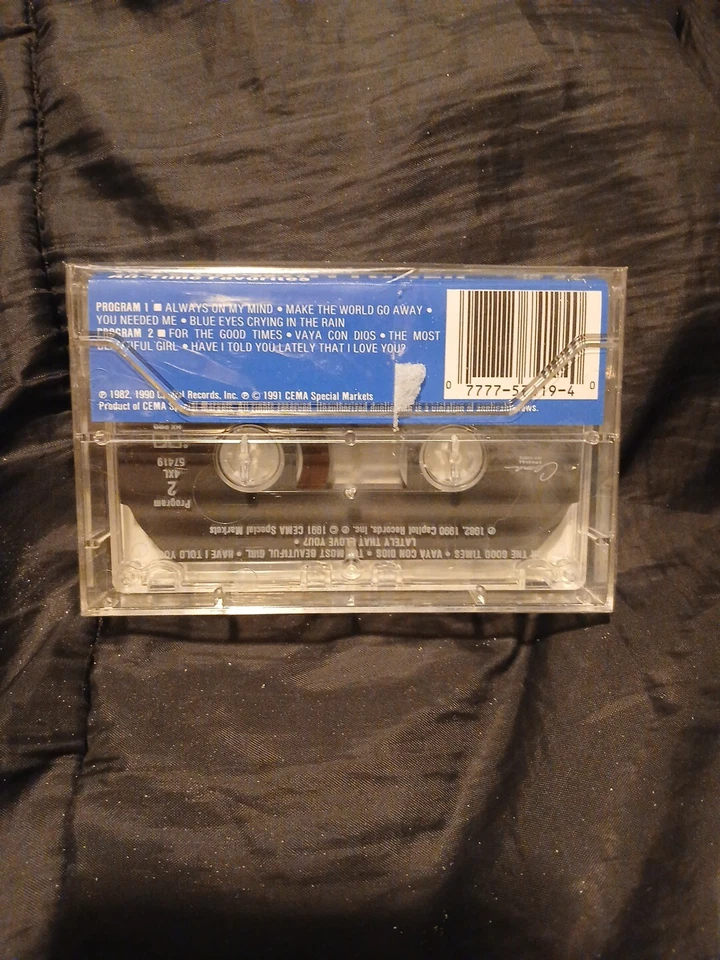 All-Time Favorites
PROGRAM 1 ■ ALWAYS ON MY MIND • MAKE THE WORLD GO AWAY •
YOU NEEDED ME • BLUE EYES CRYING IN THE RAIN
PROGRAM 2 ■ FOR THE GOOD TIMES • VAYA CON DIOS • THE MOST
BEAUTIFUL GIRL • HAVE I TOLD YOU LATELY THAT I LOVE YOU?
℗ 1982, 1990 Capitol Records, Inc. ℗ © 1991 CEMA Special Markets
Product of CEMA
0 7777-57419-4 0
Program
2
4XL
57419
Cema
HAVE I TOLD YOU • THE MOST BEAUTIFUL GIRL • VAYA CON DIOS • THE GOOD TIMES
LATELY THAT I LOVE YOU? •
℗ 1982, 1990 Capitol Records, Inc. ℗ © 1991 CEMA Special Markets